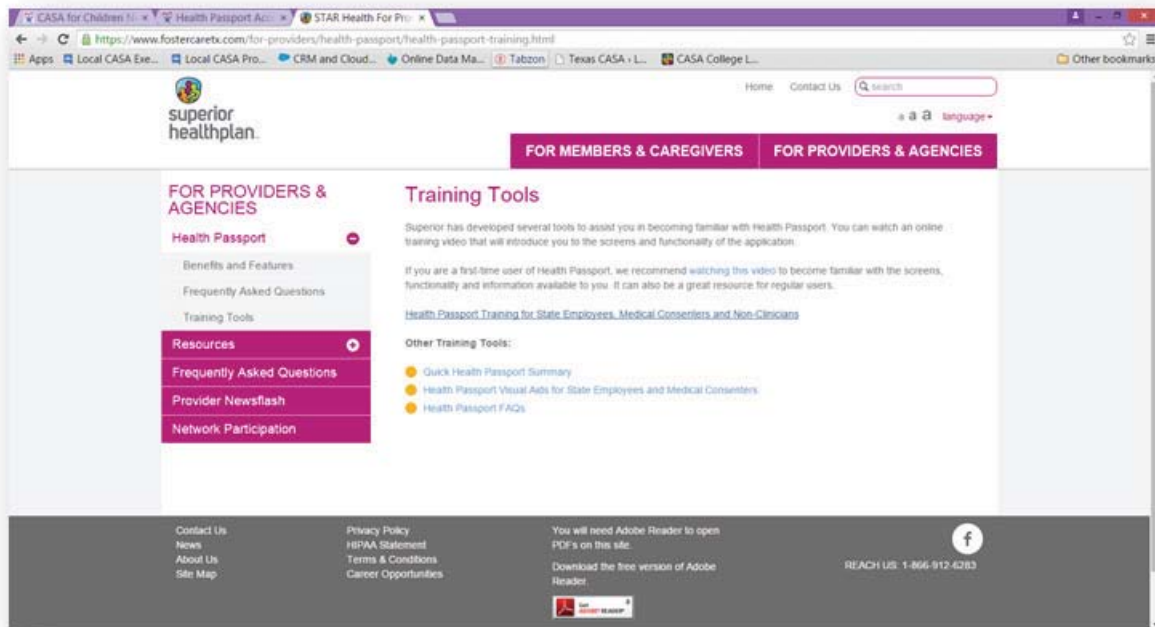 CASA for Children N
Health Passport Acc
STAR Health For Pro
https://www.fostercaretx.com/for-providers/health-passport/health-passport-training.html
Apps Local CASA Exe... Local CASA Pro... CRM and Cloud... Online Data Ma... Tabzon Texas CASA › L... CASA College L... Other bookmarks
superior
healthplan
Home Contact Us search
a a a language
FOR MEMBERS & CAREGIVERS FOR PROVIDERS & AGENCIES
FOR PROVIDERS &
AGENCIES
Health Passport
Benefits and Features
Frequently Asked Questions
Training Tools
Resources
Frequently Asked Questions
Provider Newsflash
Network Participation
Training Tools
Superior has developed several tools to assist you in becoming familiar with Health Passport. You can watch an online
training video that will introduce you to the screens and functionality of the application.
If you are a first-time user of Health Passport, we recommend watching this video to become familiar with the screens,
functionality and information available to you. It can also be a great resource for regular users.
Health Passport Training for State Employees, Medical Consenters and Non-Clinicians
Other Training Tools:
Quick Health Passport Summary
Health Passport Visual Aids for State Employees and Medical Consenters
Health Passport FAQs
Contact Us
News
About Us
Site Map
Privacy Policy
HIPAA Statement
Terms & Conditions
Career Opportunities
You will need Adobe Reader to open
PDF's on this site.
Download the free version of Adobe
Reader.
Get
ADOBE READER
f
REACH US: 1-866-912-6283